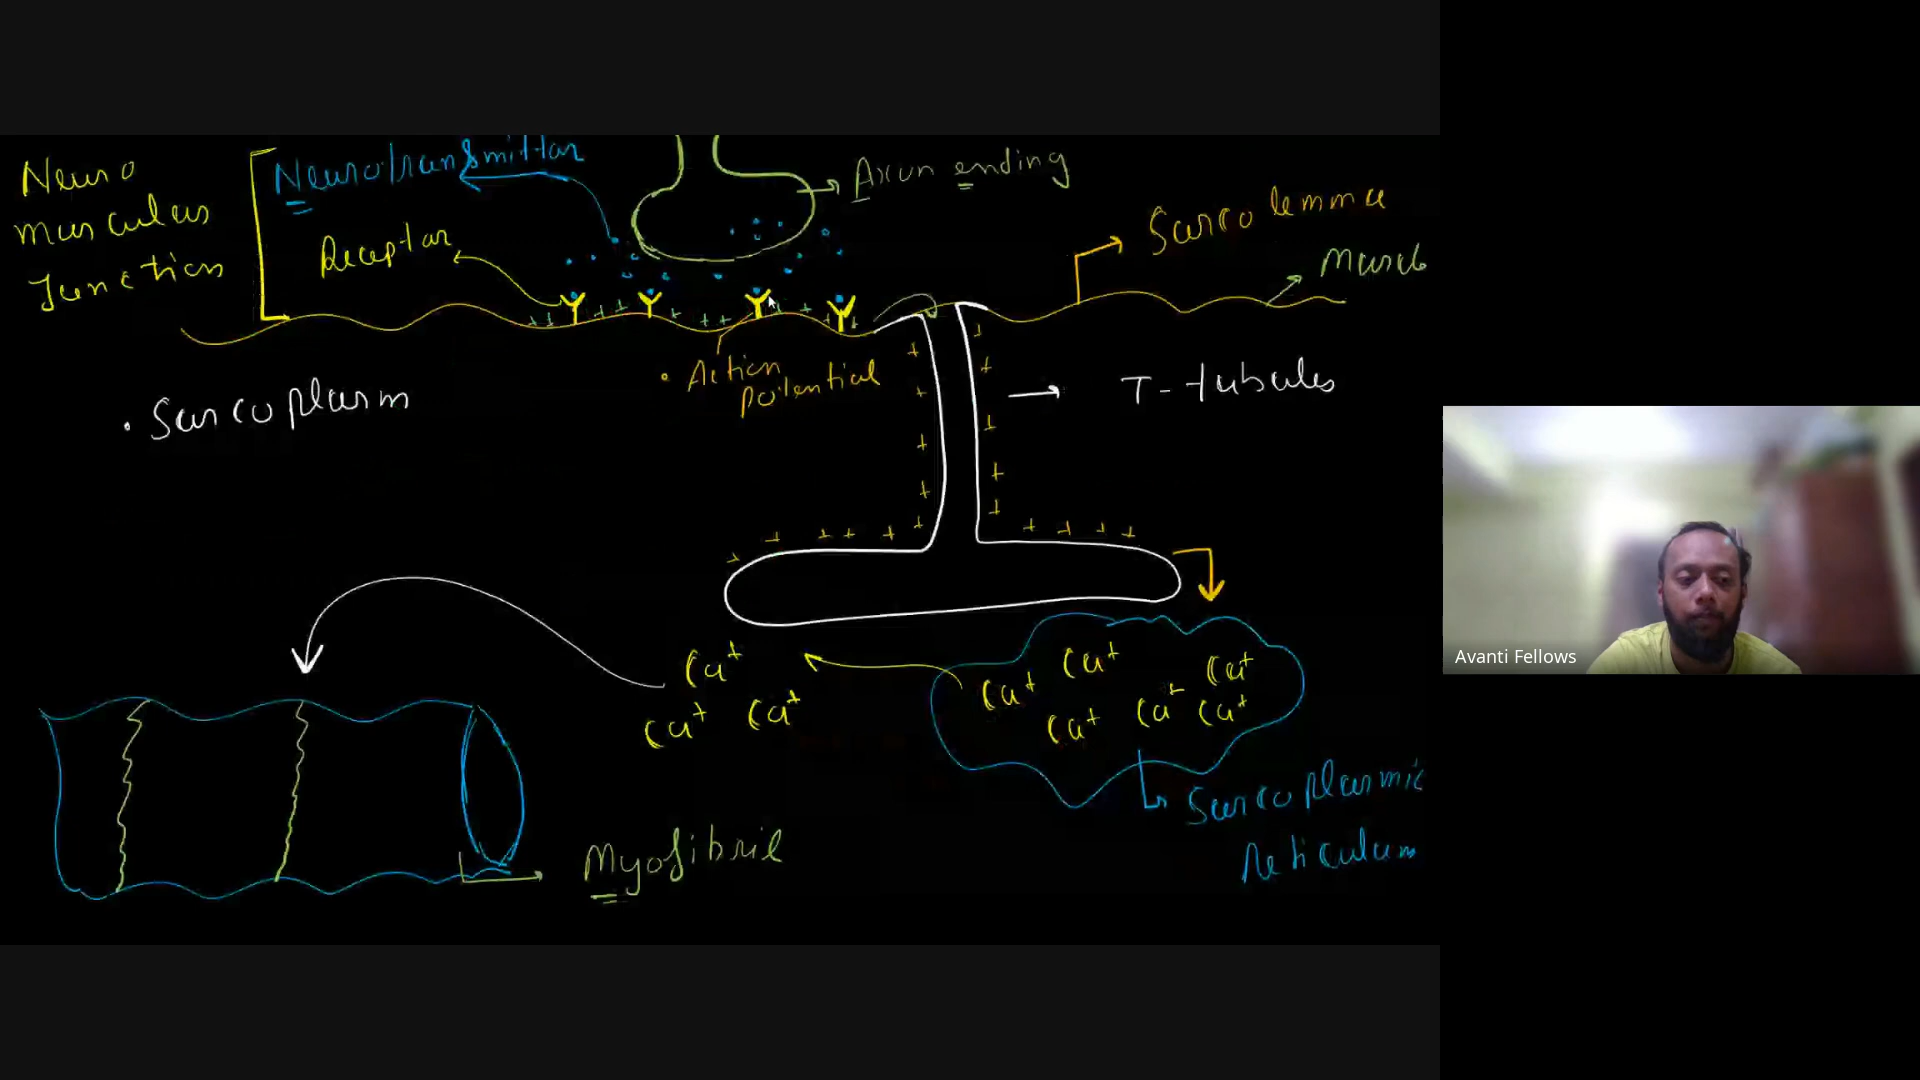 Neuro
muscular
Junction
Neurotransmittor
Receptor
Axon ending
Sarcolemma
Muscle
• Action
potential
T-tubules
• Sarcoplasm
Ca+
Ca+ Ca+
Ca+ Ca+ Ca+
Ca+ Ca+ Ca+
Sarcoplasmic
reticulum
Myofibril
Avanti Fellows